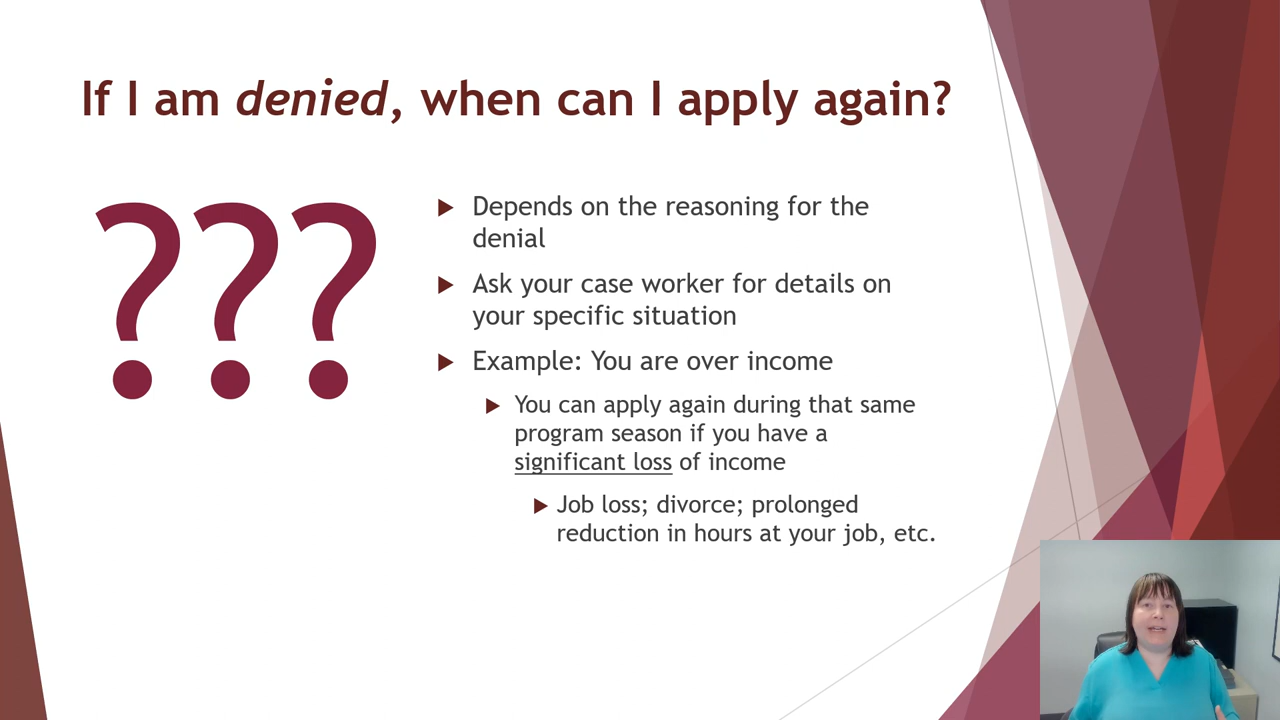 If I am denied, when can I apply again?
???
Depends on the reasoning for the
denial
Ask your case worker for details on
your specific situation
Example: You are over income
You can apply again during that same
program season if you have a
significant loss of income
Job loss; divorce; prolonged
reduction in hours at your job, etc.